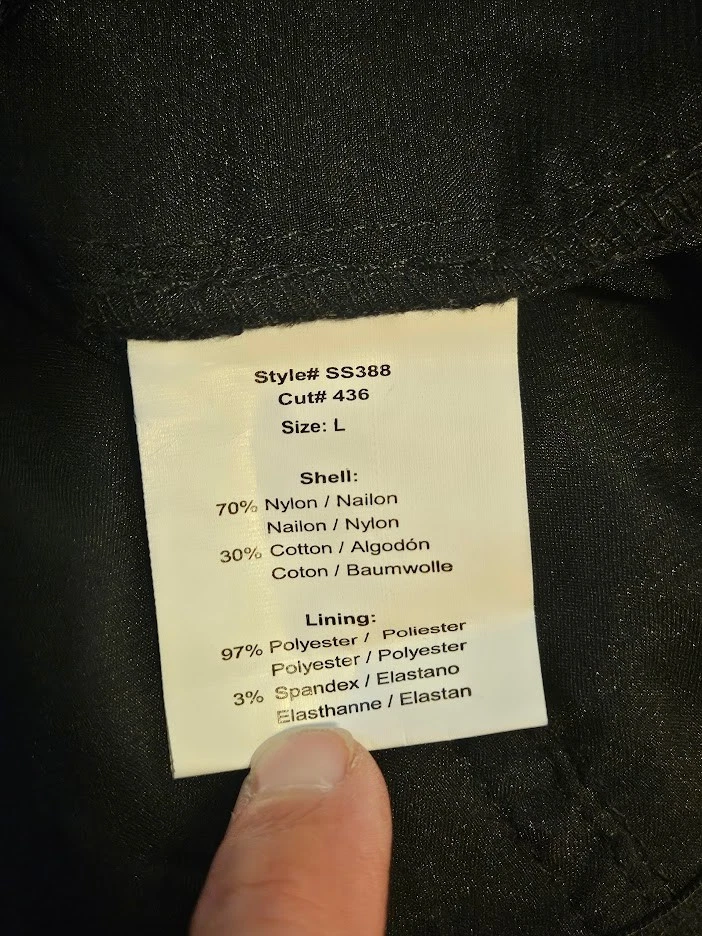 Style# SS388
Cut# 436
Size: L
Shell:
70% Nylon / Nailon
Nailon / Nylon
30% Cotton / Algodón
Coton / Baumwolle
Lining:
97% Polyester / Poliester
Polyester / Polyester
3% Spandex / Elastano
Elasthanne / Elastan